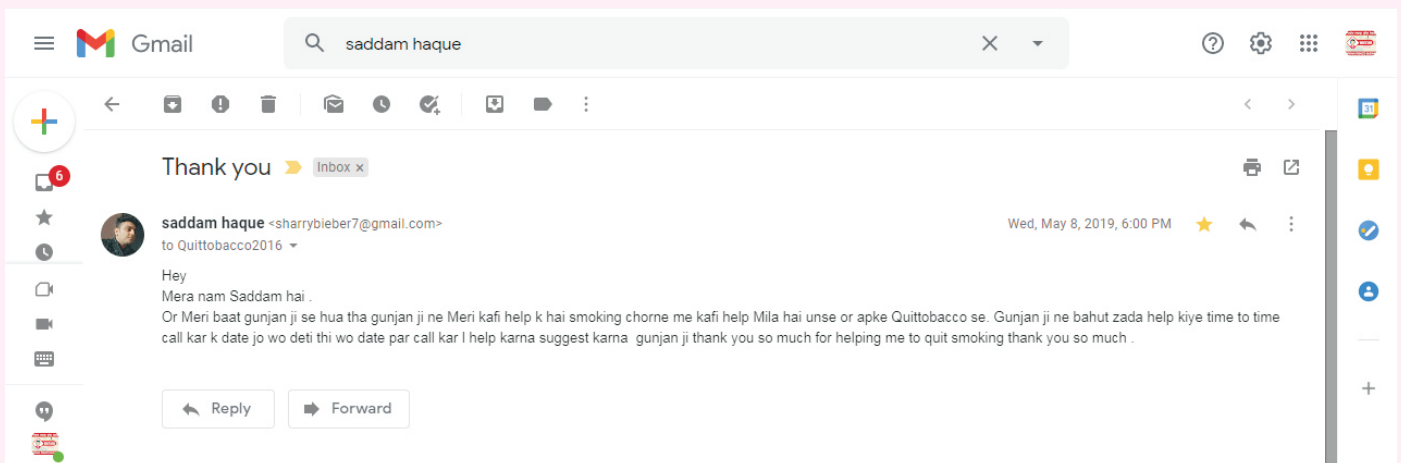 Gmail
saddam haque
31
6
Thank you
Inbox x
saddam haque <sharrybieber7@gmail.com>
Wed, May 8, 2019, 6:00 PM
to Quittobacco2016
Hey
Mera nam Saddam hai .
Or Meri baat gunjan ji se hua tha gunjan ji ne Meri kafi help k hai smoking chorne me kafi help Mila hai unse or apke Quittobacco se. Gunjan ji ne bahut zada help kiye time to time
call kar k date jo wo deti thi wo date par call kar l help karna suggest karna  gunjan ji thank you so much for helping me to quit smoking thank you so much .
Reply
Forward